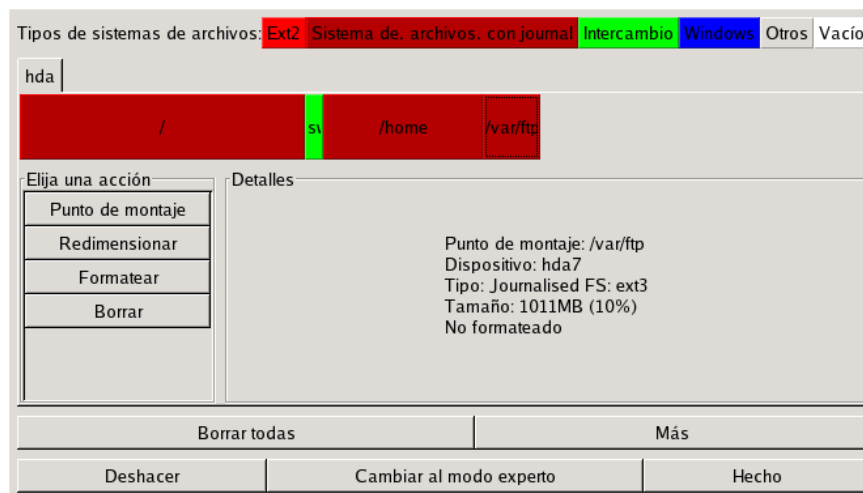 Tipos de sistemas de archivos: Ext2 Sistema de. archivos. con journal Intercambio Windows Otros Vacío
hda
/ sv /home /var/ftp
Elija una acción
Detalles
Punto de montaje
Redimensionar
Formatear
Borrar
Punto de montaje: /var/ftp
Dispositivo: hda7
Tipo: Journalised FS: ext3
Tamaño: 1011MB (10%)
No formateado
Borrar todas Más
Deshacer Cambiar al modo experto Hecho